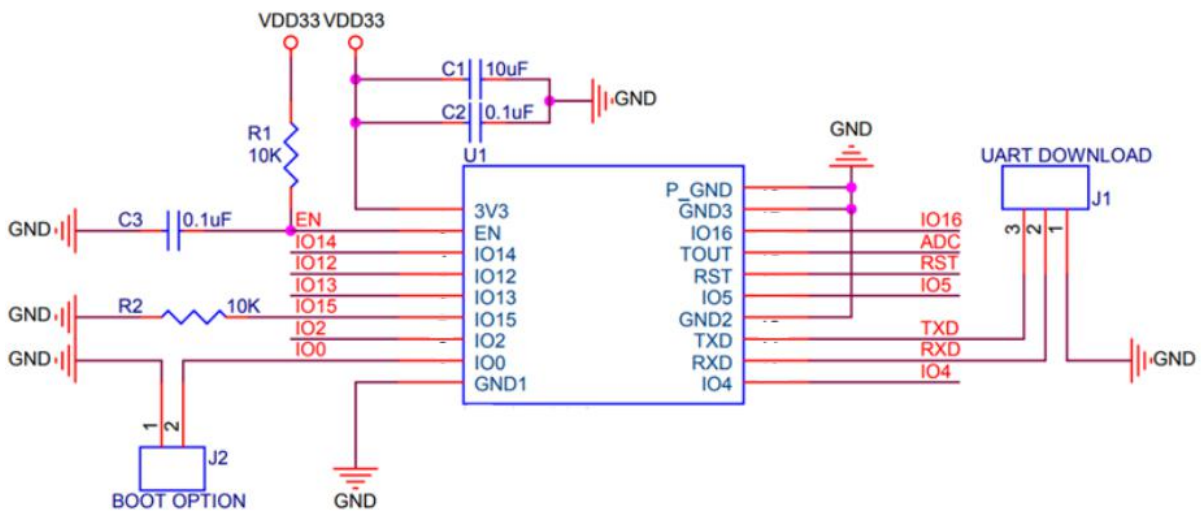 VDD33 VDD33
C1 10uF
GND
C2 0.1uF
R1
10K
U1
GND
UART DOWNLOAD
J1
3 2 1
GND C3 0.1uF
EN
IO14
IO12
IO13
GND R2 10K IO15
IO2
GND IO0
3V3
EN
IO14
IO12
IO13
IO15
IO2
IO0
GND1
P_GND
GND3
IO16
TOUT
RST
IO5
GND2
TXD
RXD
IO4
IO16
ADC
RST
IO5
TXD
RXD
IO4
GND
1 2
J2
BOOT OPTION
GND